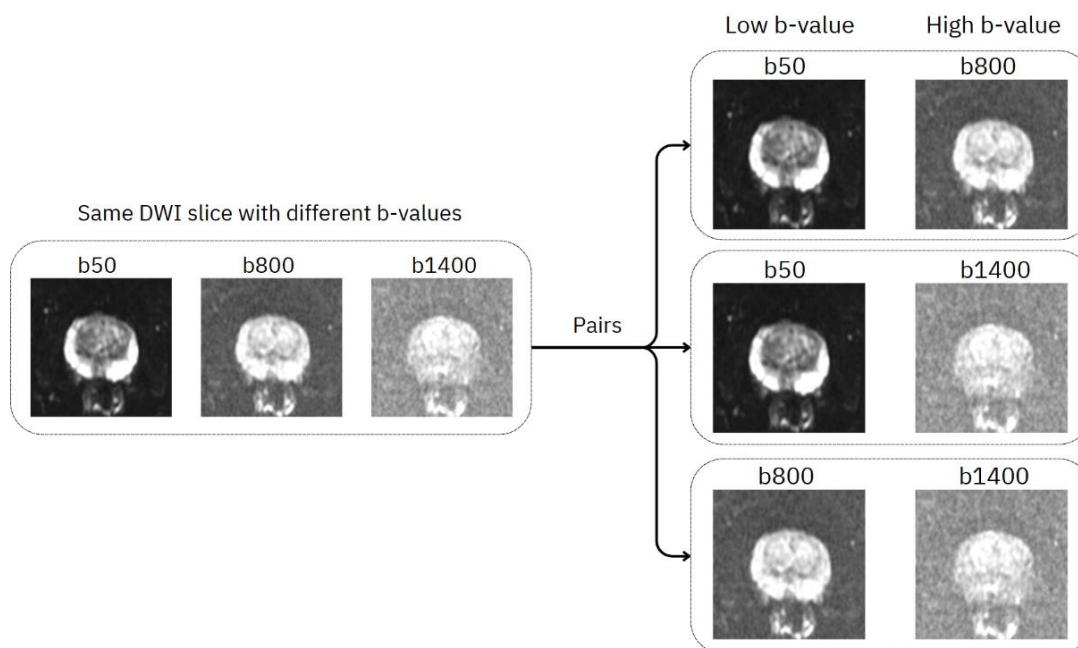 Low b-value
High b-value
b50
b800
Same DWI slice with different b-values
b50
b800
b1400
Pairs
b50
b1400
b800
b1400